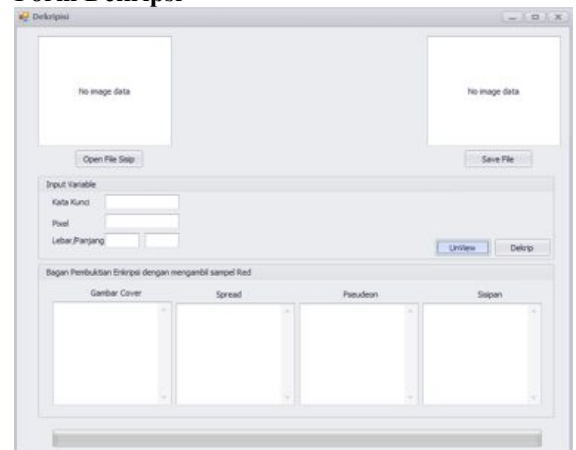 Form Dekripsi
Dekripisi
No image data
No image data
Open File Sisip
Save File
Input Variable
Kata Kunci
Pixel
Lebar,Panjang
UnView
Dekrip
Bagan Pembuktian Enkripsi dengan mengambil sampel Red
Gambar Cover
Spread
Pseudeon
Sisipan